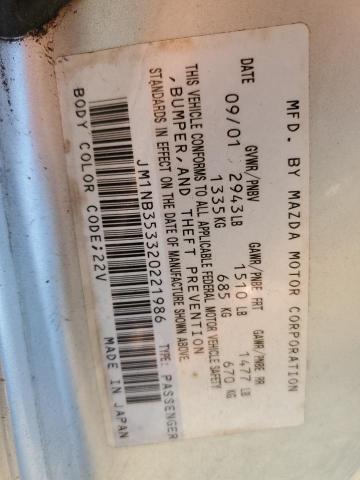 MFD. BY MAZDA MOTOR CORPORATION
DATE GVWR/PNBV GAWR/PNBE FRT GAWR/PNBE RR
09/01 2943LB 1510 LB 1477 LB
1335KG 685 KG 670 KG
THIS VEHICLE CONFORMS TO ALL APPLICABLE FEDERAL MOTOR VEHICLE SAFETY
, BUMPER, AND THEFT PREVENTION
STANDARDS IN EFFECT ON THE DATE OF MANUFACTURE SHOWN ABOVE.
JM1NB353320221986 TYPE: PASSENGER
BODY COLOR CODE;22V MADE IN JAPAN